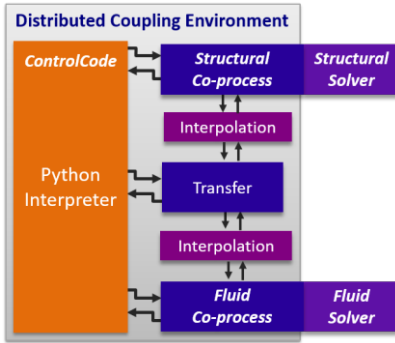 Distributed Coupling Environment
ControlCode
Python
Interpreter
Structural
Co-process
Structural
Solver
Interpolation
Transfer
Interpolation
Fluid
Co-process
Fluid
Solver